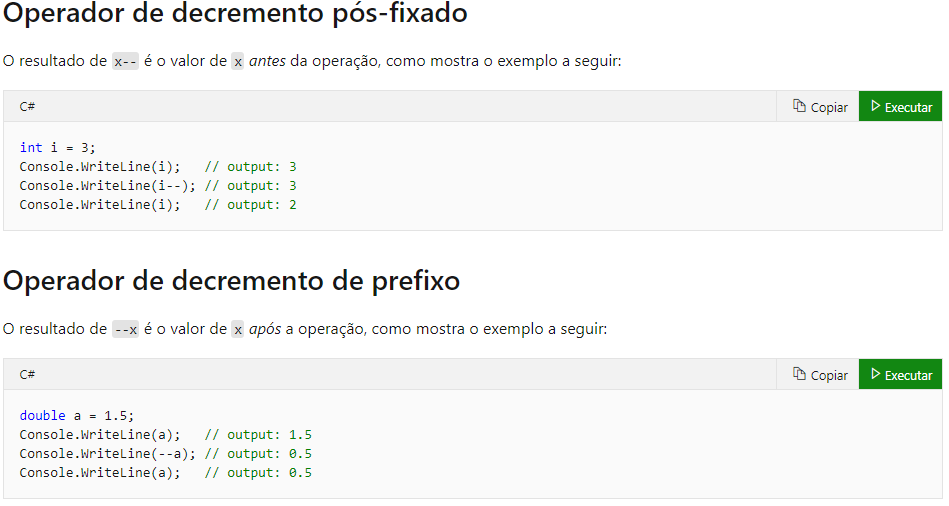 Operador de decremento pós-fixado
O resultado de x-- é o valor de x antes da operação, como mostra o exemplo a seguir:
C# Copiar Executar
int i = 3;
Console.WriteLine(i);   // output: 3
Console.WriteLine(i--); // output: 3
Console.WriteLine(i);   // output: 2
Operador de decremento de prefixo
O resultado de --x é o valor de x após a operação, como mostra o exemplo a seguir:
C# Copiar Executar
double a = 1.5;
Console.WriteLine(a);   // output: 1.5
Console.WriteLine(--a); // output: 0.5
Console.WriteLine(a);   // output: 0.5